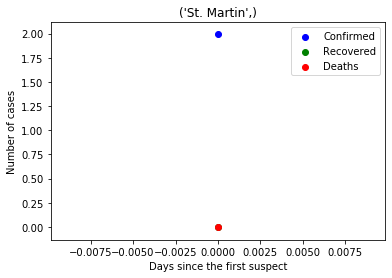 ('St. Martin',)
Confirmed
Recovered
Deaths
Number of cases
2.00
1.75
1.50
1.25
1.00
0.75
0.50
0.25
0.00
−0.0075 −0.0050 −0.0025 0.0000 0.0025 0.0050 0.0075
Days since the first suspect